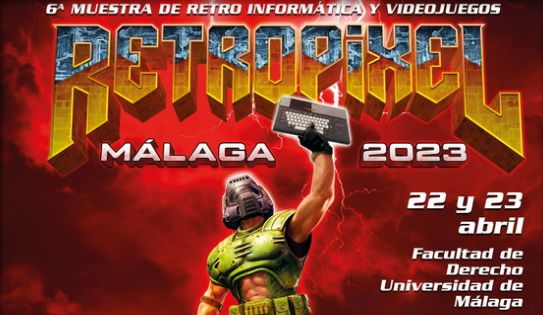 6ª MUESTRA DE RETRO INFORMÁTICA Y VIDEOJUEGOS
RETROPIXEL
MÁLAGA 2023
22 y 23
abril
Facultad de
Derecho
Universidad de
Málaga